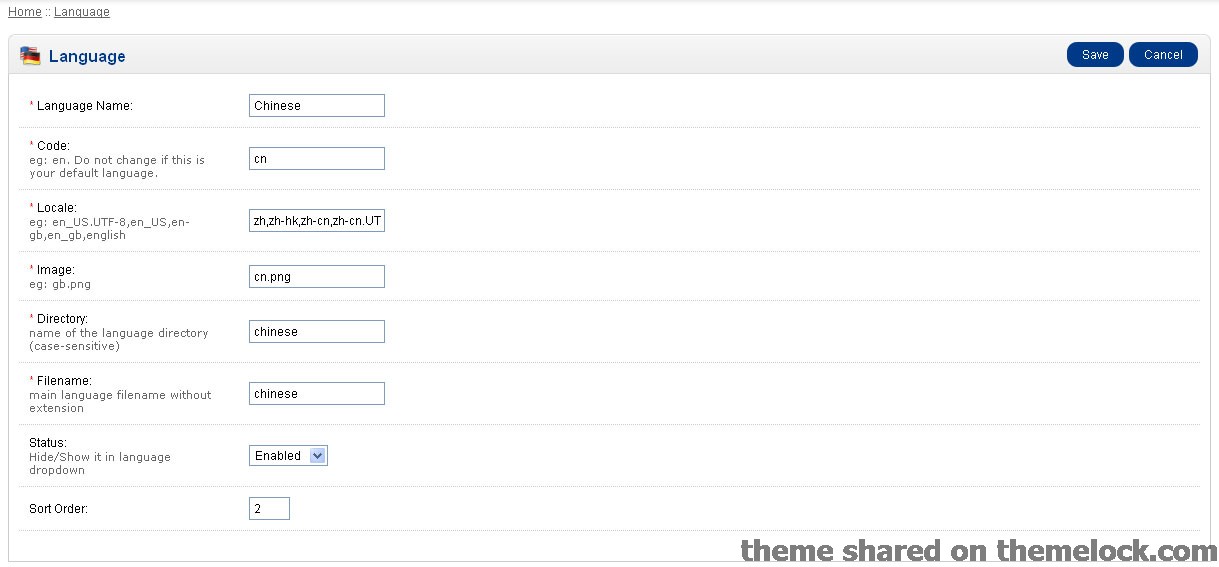 Home :: Language
Language
Save Cancel
* Language Name: Chinese
* Code:
eg: en. Do not change if this is
your default language.
cn
* Locale:
eg: en_US.UTF-8,en_US,en-
gb,en_gb,english
zh,zh-hk,zh-cn,zh-cn.UT
* Image:
eg: gb.png
cn.png
* Directory:
name of the language directory
(case-sensitive)
chinese
* Filename:
main language filename without
extension
chinese
Status:
Hide/Show it in language
dropdown
Enabled
Sort Order: 2
theme shared on themelock.com